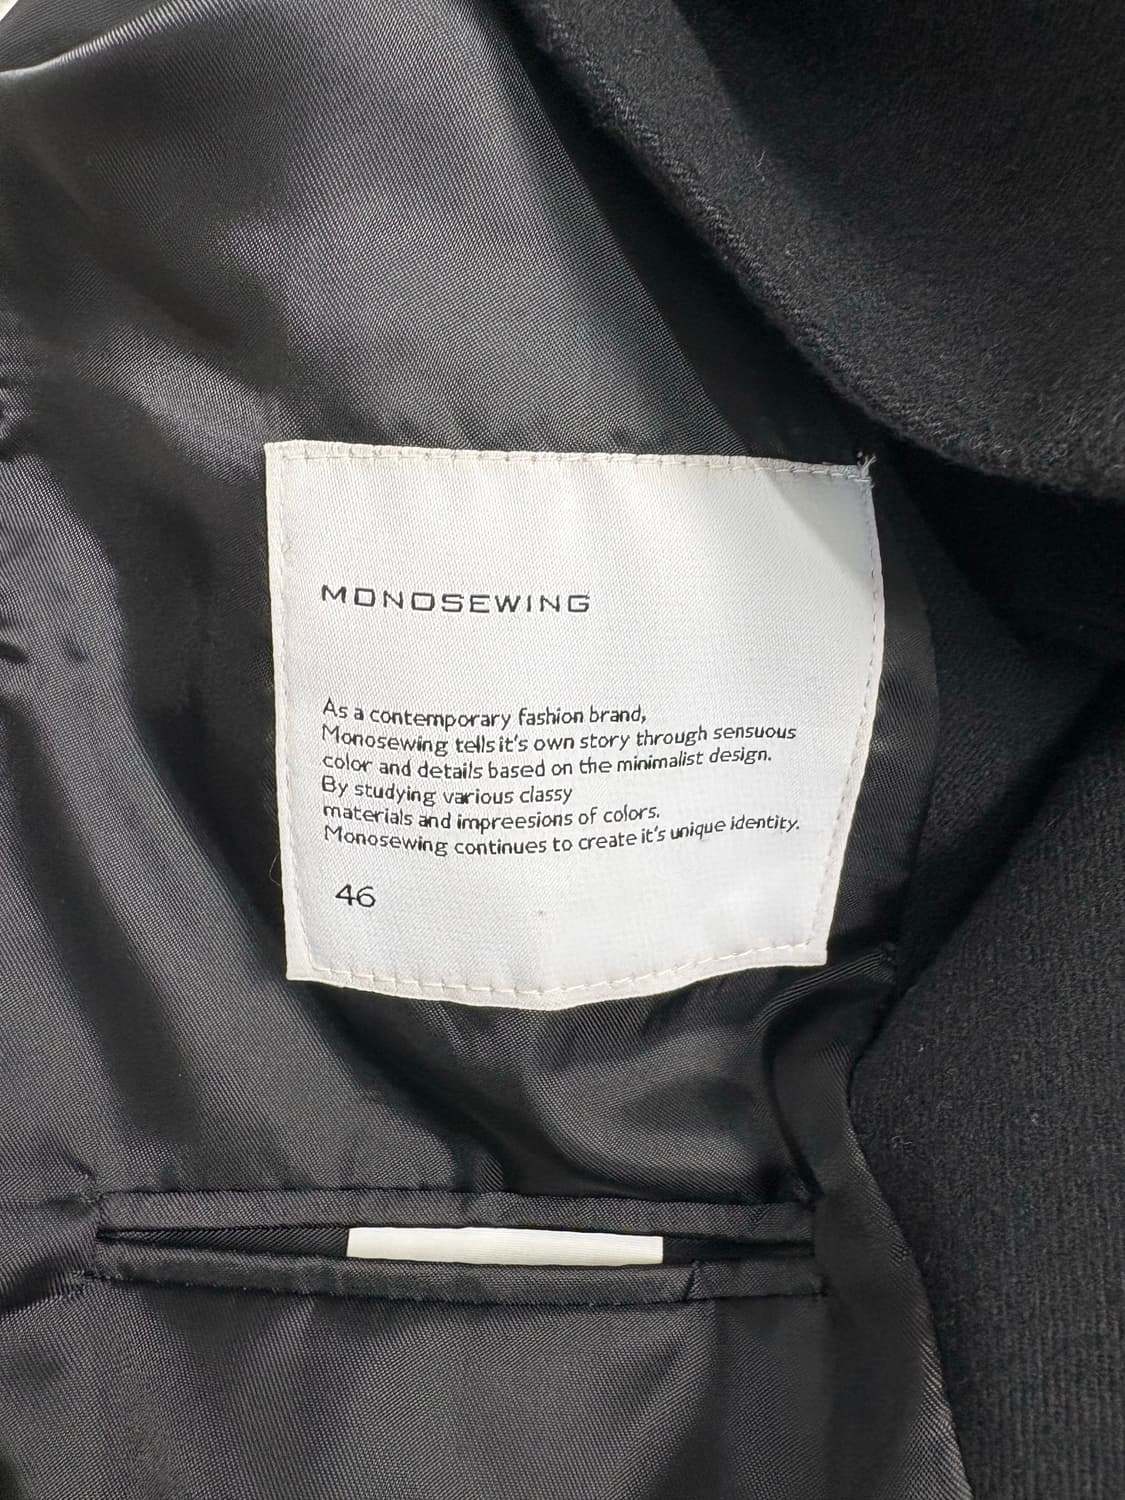 MONOSEWING
As a contemporary fashion brand,
Monosewing tells it's own story through sensuous
color and details based on the minimalist design.
By studying various classy
materials and impreesions of colors.
Monosewing continues to create it's unique identity.
46